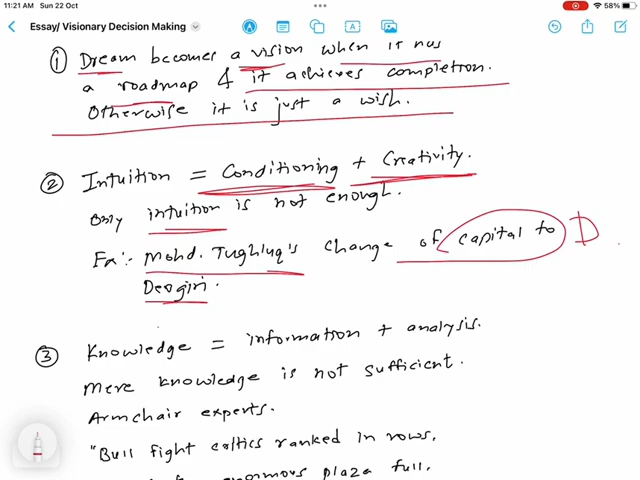 11:21 AM Sun 22 Oct
58%
Essay/ Visionary Decision Making
① Dream becomes a vision when it has
a roadmap & it achieves completion.
Otherwise it is just a wish.
② Intuition = Conditioning + Creativity.
Only intuition is not enough.
Ex:- Mohd. Tughluq's change of capital to D
Deogiri.
③ Knowledge = information + analysis.
Mere knowledge is not sufficient.
Armchair experts.
"Bull fight critics ranked in rows,
enormous plaza full,